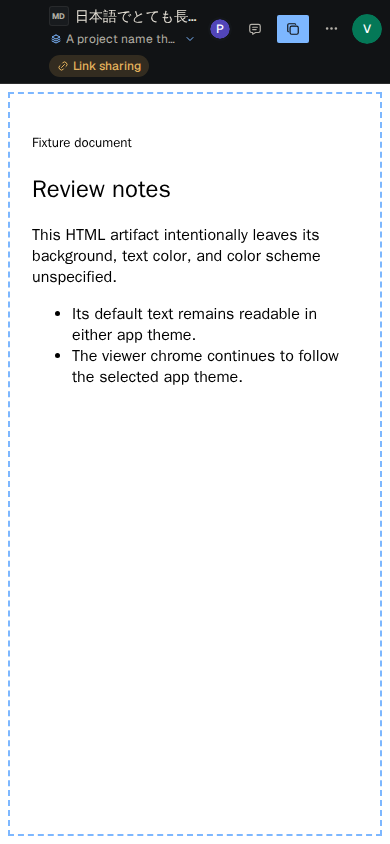 MD 日本語でとても長...
A project name th...
P
V
Link sharing
Fixture document
Review notes
This HTML artifact intentionally leaves its
background, text color, and color scheme
unspecified.
• Its default text remains readable in
either app theme.
• The viewer chrome continues to follow
the selected app theme.